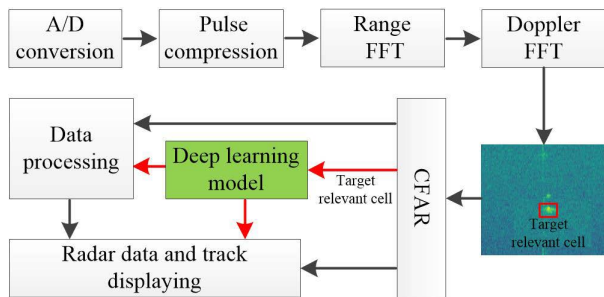 A/D
conversion
Pulse
compression
Range
FFT
Doppler
FFT
Data
processing
Deep learning
model
Target
relevant cell
CFAR
Target
relevant cell
Radar data and track
displaying